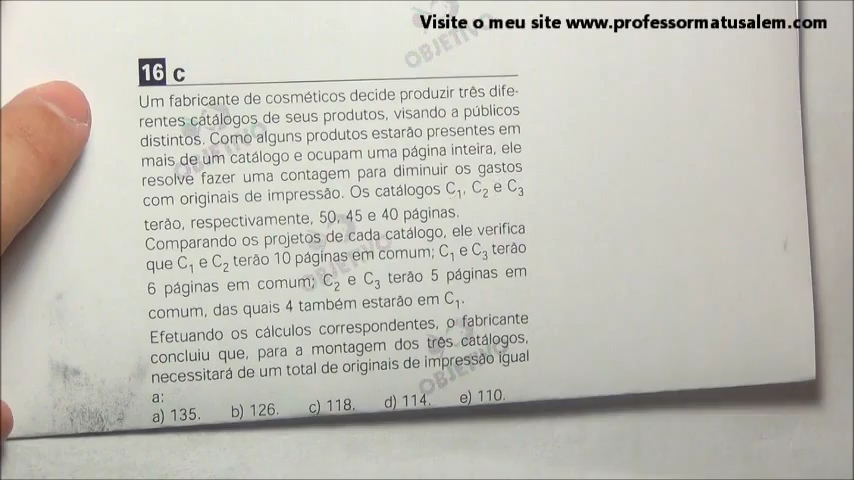 Visite o meu site www.professormatusalem.com
OBJETIVO
16 C
Um fabricante de cosméticos decide produzir três dife-
rentes catálogos de seus produtos, visando a públicos
distintos. Como alguns produtos estarão presentes em
mais de um catálogo e ocupam uma página inteira, ele
resolve fazer uma contagem para diminuir os gastos
com originais de impressão. Os catálogos C₁, C₂ e C₃
terão, respectivamente, 50, 45 e 40 páginas.
Comparando os projetos de cada catálogo, ele verifica
que C₁ e C₂ terão 10 páginas em comum; C₁ e C₃ terão
6 páginas em comum; C₂ e C₃ terão 5 páginas em
comum, das quais 4 também estarão em C₁.
Efetuando os cálculos correspondentes, o fabricante
concluiu que, para a montagem dos três catálogos,
necessitará de um total de originais de impressão igual
a:
a) 135. b) 126. c) 118. d) 114. e) 110.
OBJETIVO
OBJETIVO
OBJETIVO